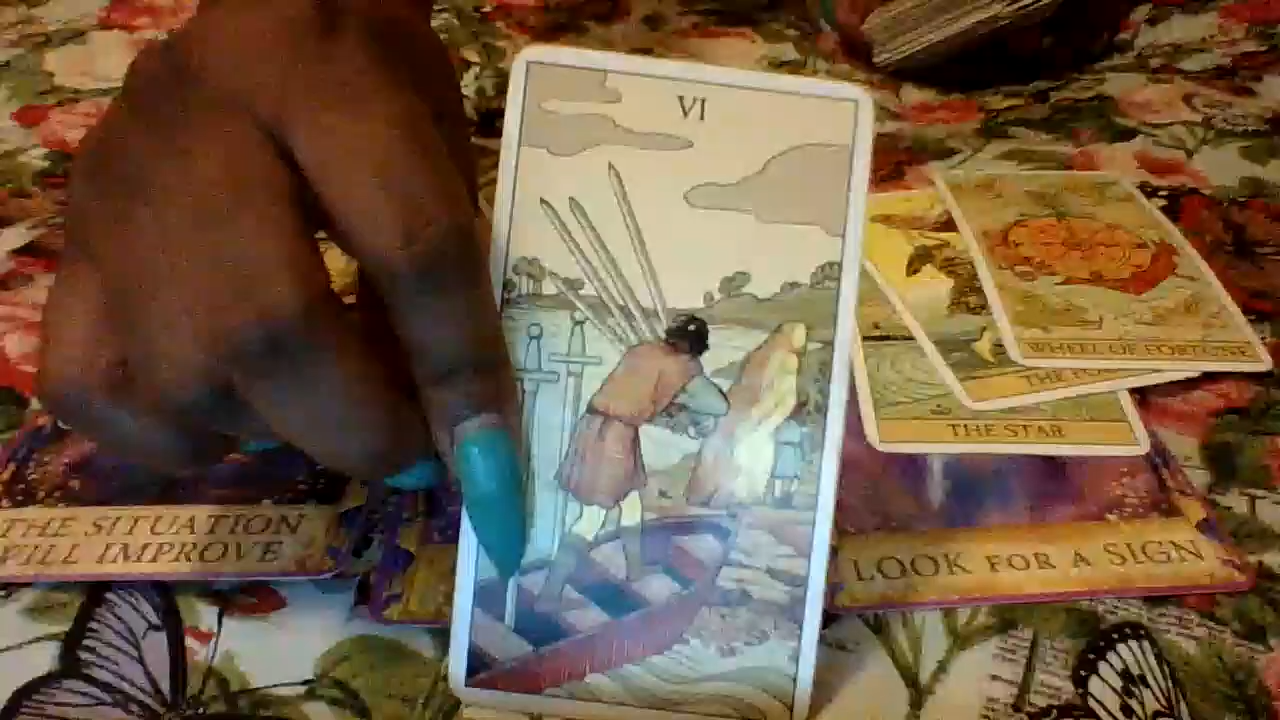 VI
WHEEL OF FORTUNE
THE STAR
THE SITUATION
WILL IMPROVE
LOOK FOR A SIGN